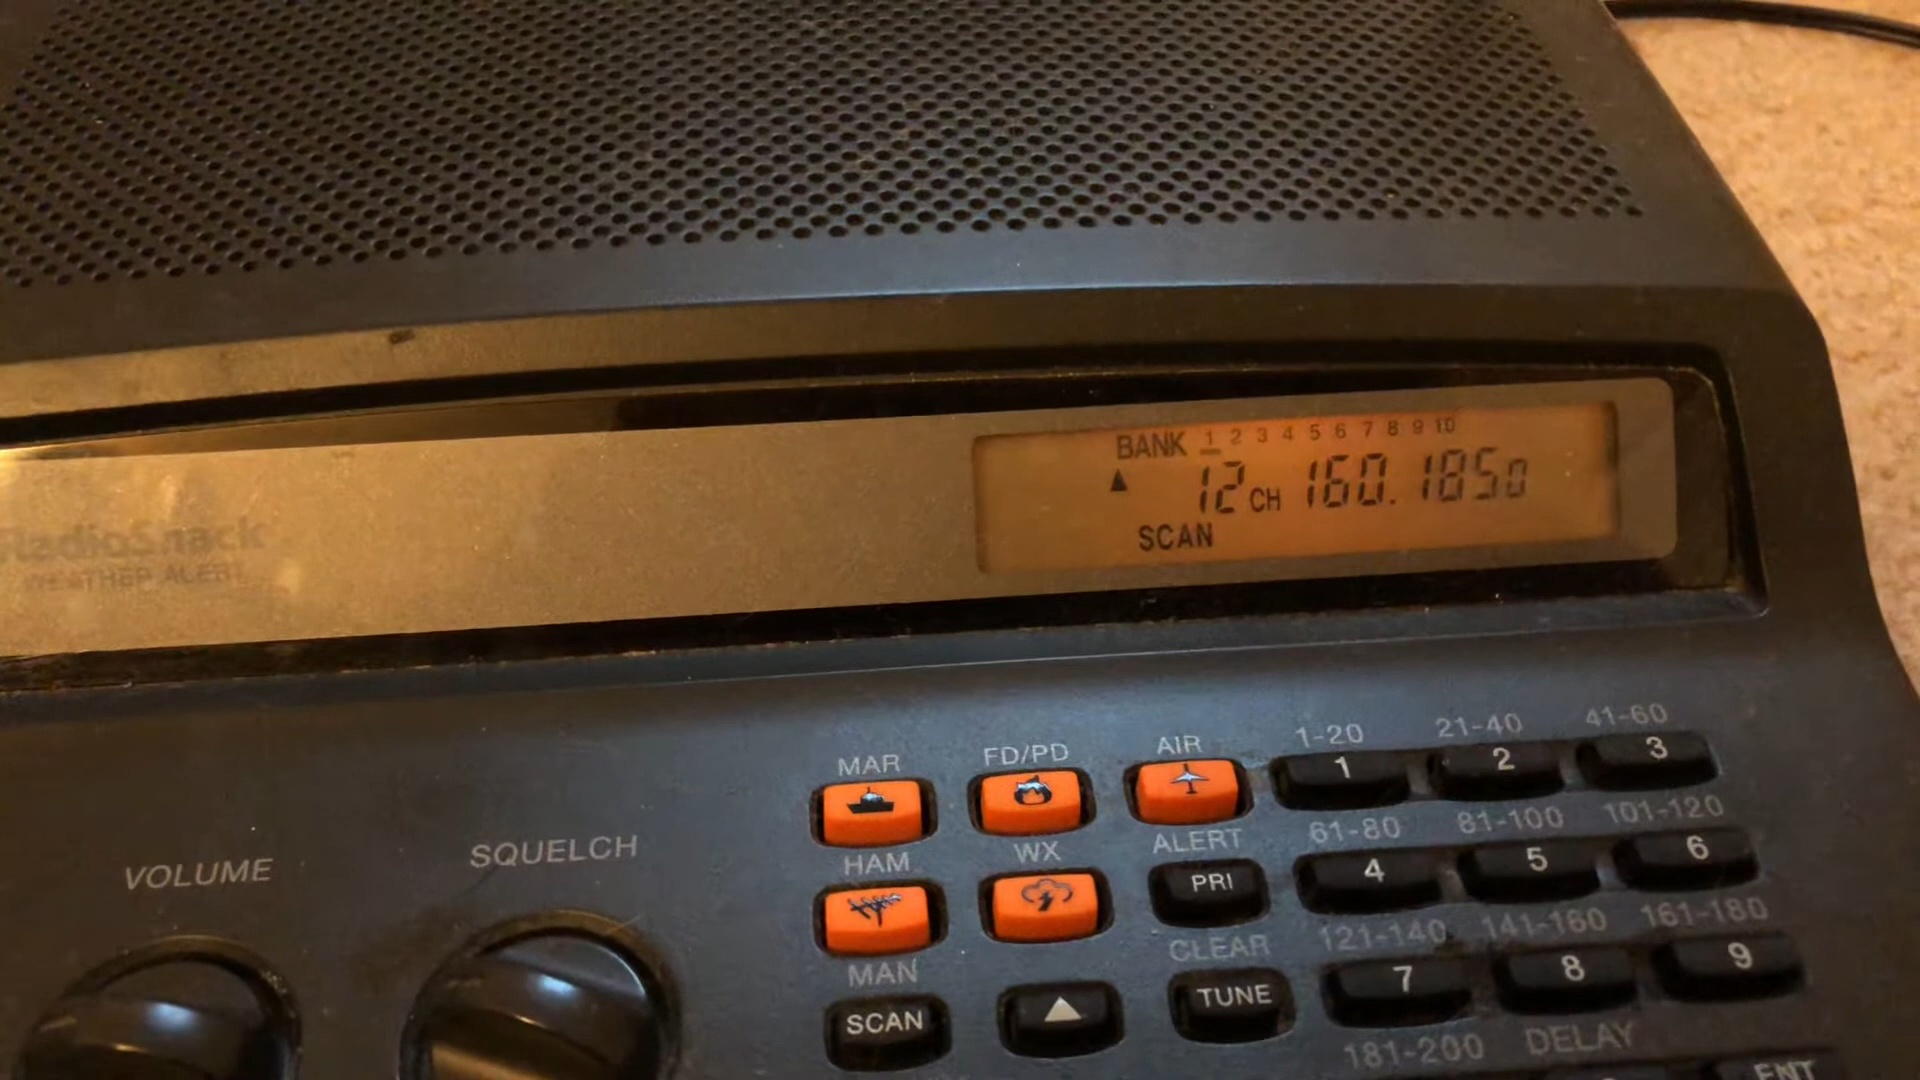 BANK 1 2 3 4 5 6 7 8 9 10
▲ 12 CH 160.1850
SCAN
RadioShack
WEATHER ALERT
MAR FD/PD AIR 1-20 21-40 41-60
1 2 3
HAM WX ALERT 61-80 81-100 101-120
PRI 4 5 6
VOLUME SQUELCH
MAN CLEAR 121-140 141-160 161-180
SCAN ▲ TUNE 7 8 9
181-200 DELAY
ENT